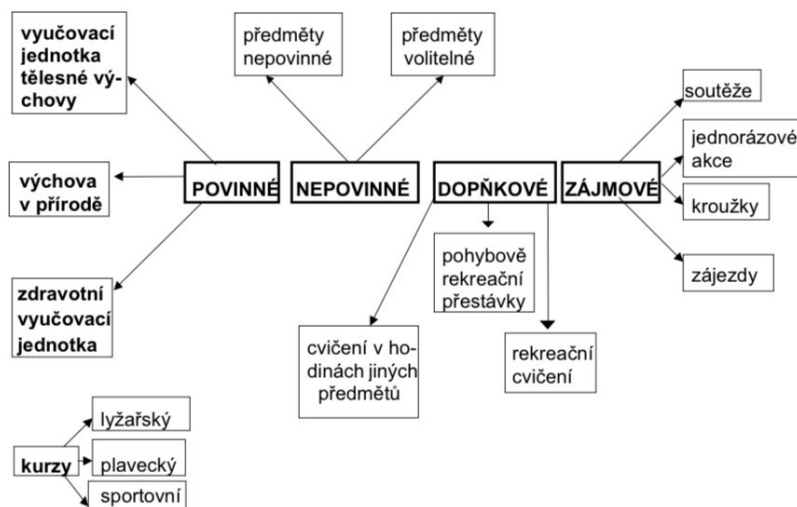 vyučovací
jednotka
tělesné vý-
chovy
předměty
nepovinné
předměty
volitelné
soutěže
jednorázové
akce
kroužky
zájezdy
výchova
v přírodě
POVINNÉ
NEPOVINNÉ
DOPŇKOVÉ
ZÁJMOVÉ
pohybově
rekreační
přestávky
zdravotní
vyučovací
jednotka
cvičení v ho-
dinách jiných
předmětů
rekreační
cvičení
kurzy
lyžařský
plavecký
sportovní